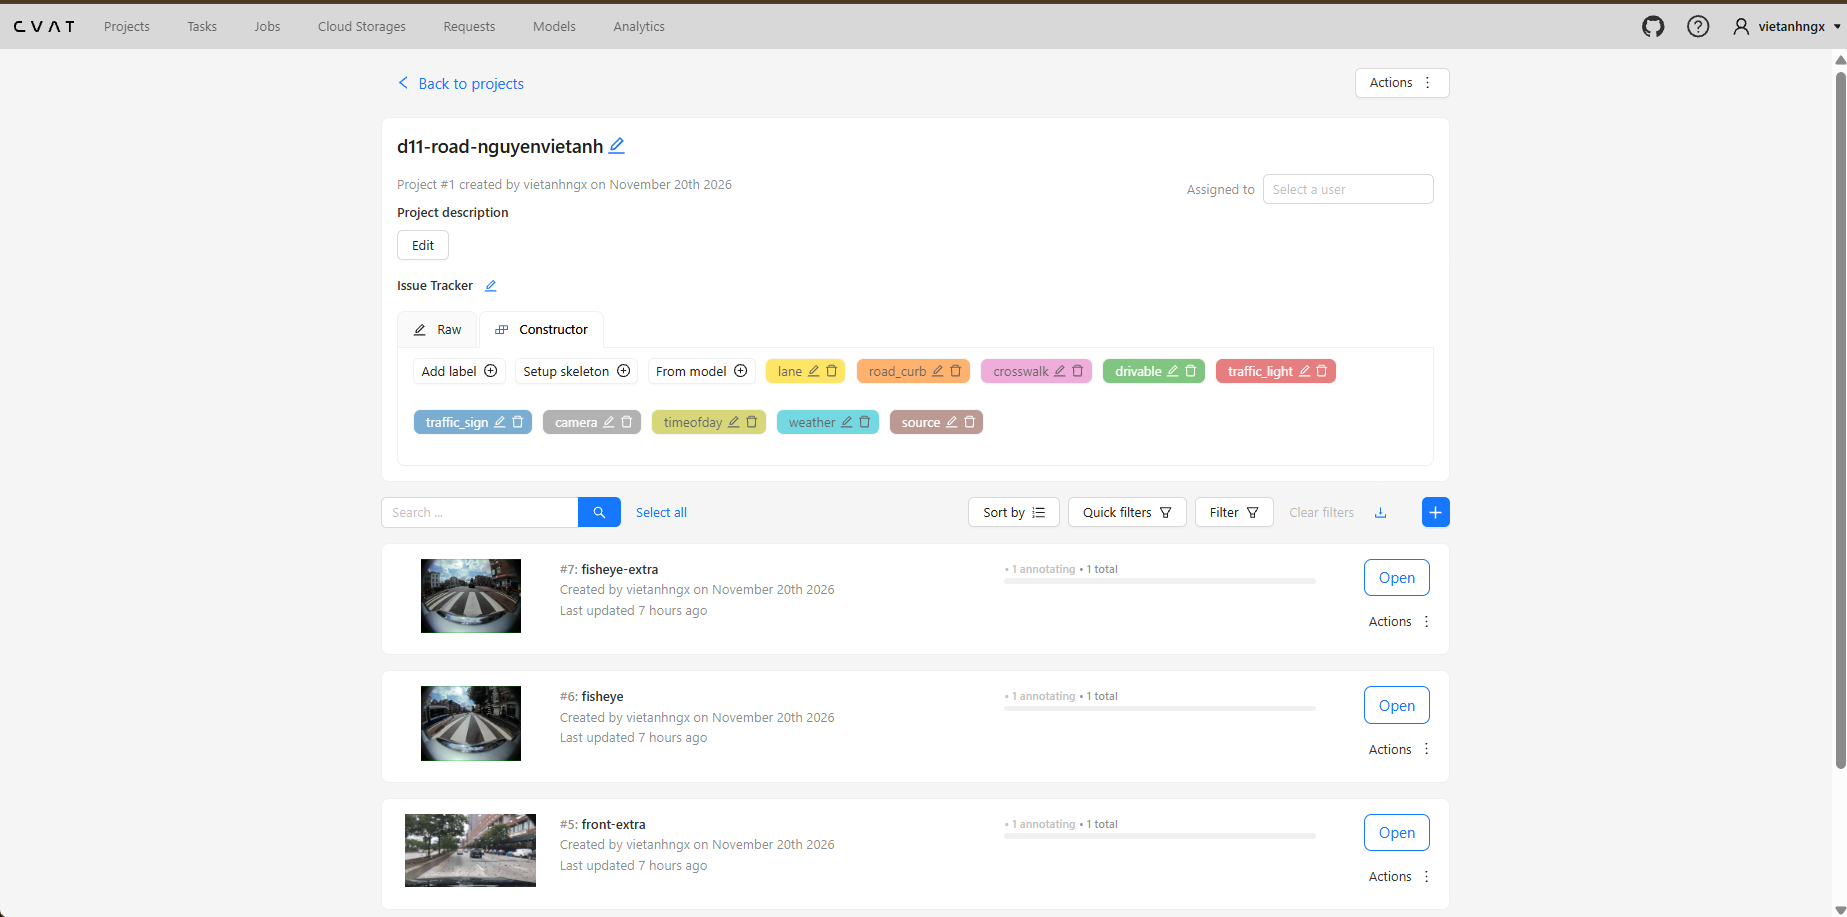 CVAT Projects Tasks Jobs Cloud Storages Requests Models Analytics vietanhngx
Back to projects Actions
d11-road-nguyenvietanh
Project #1 created by vietanhngx on November 20th 2026
Assigned to Select a user
Project description
Edit
Issue Tracker
Raw Constructor
Add label Setup skeleton From model lane road_curb crosswalk drivable traffic_light
traffic_sign camera timeofday weather source
Search ... Select all Sort by Quick filters Filter Clear filters
#7: fisheye-extra • 1 annotating • 1 total
Created by vietanhngx on November 20th 2026 Open
Last updated 7 hours ago
Actions
#6: fisheye • 1 annotating • 1 total
Created by vietanhngx on November 20th 2026 Open
Last updated 7 hours ago
Actions
#5: front-extra • 1 annotating • 1 total
Created by vietanhngx on November 20th 2026 Open
Last updated 7 hours ago
Actions